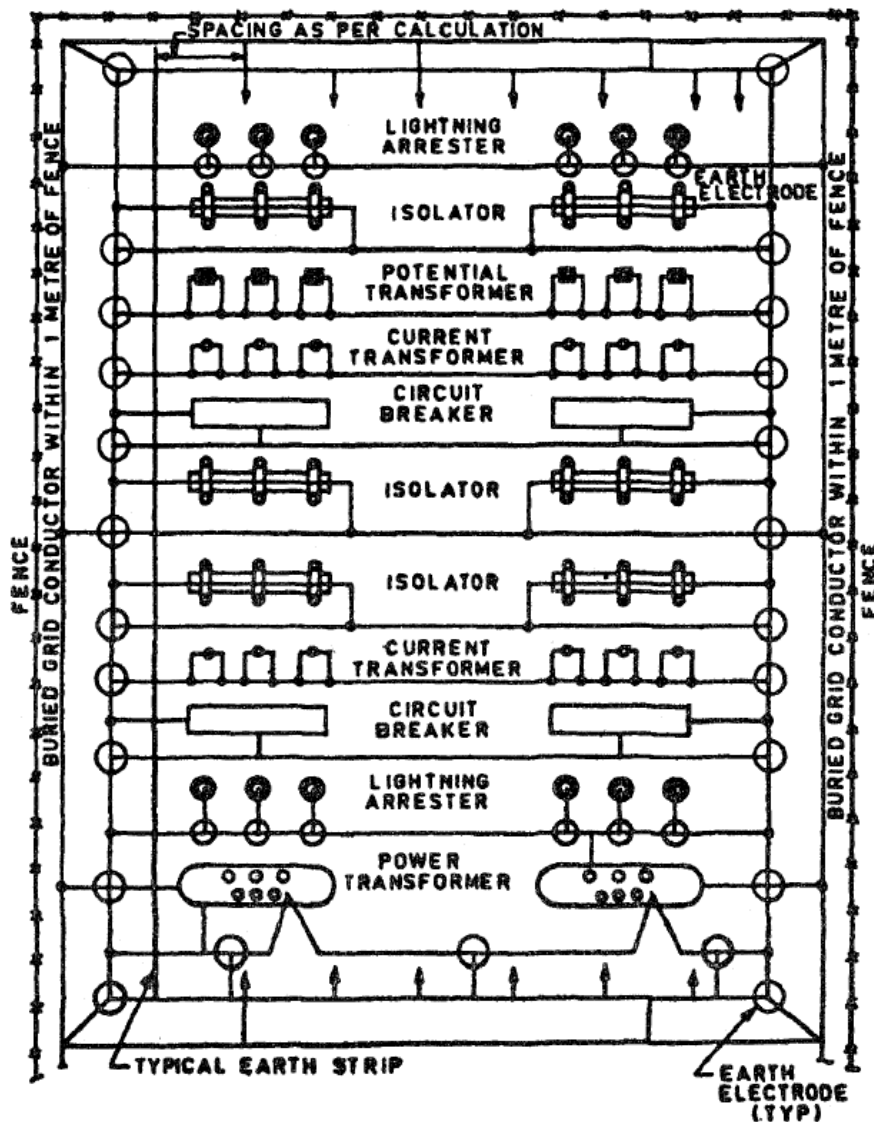 SPACING AS PER CALCULATION
LIGHTNING
ARRESTER
EARTH
ELECTRODE
ISOLATOR
POTENTIAL
TRANSFORMER
CURRENT
TRANSFORMER
CIRCUIT
BREAKER
ISOLATOR
ISOLATOR
CURRENT
TRANSFORMER
CIRCUIT
BREAKER
LIGHTNING
ARRESTER
POWER
TRANSFORMER
FENCE
BURIED GRID CONDUCTOR WITHIN 1 METRE OF FENCE
BURIED GRID CONDUCTOR WITHIN 1 METRE OF FENCE
FENCE
TYPICAL EARTH STRIP
EARTH
ELECTRODE
(TYP)